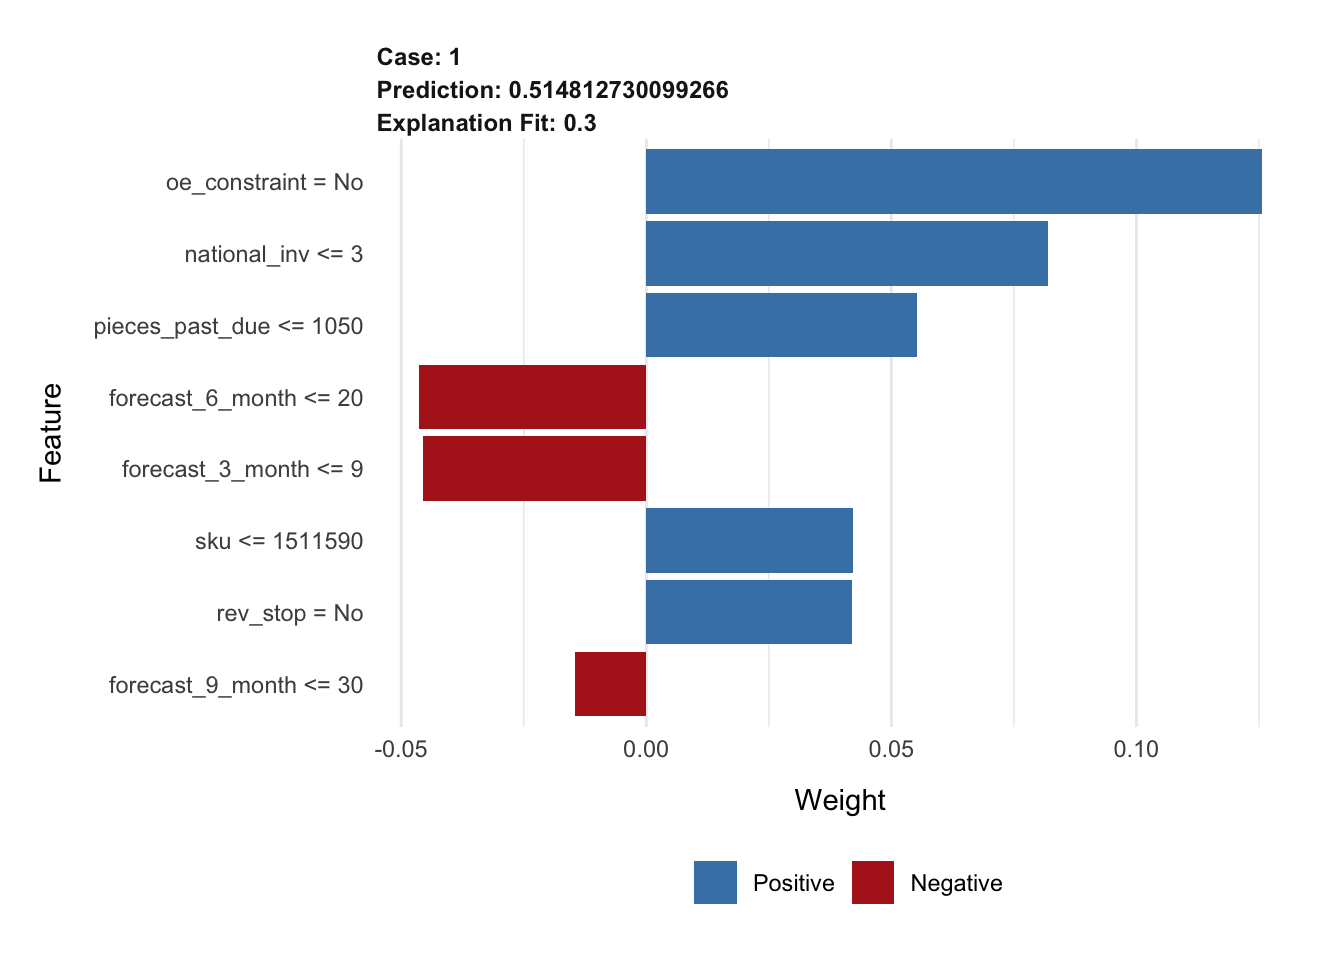 Case: 1
Prediction: 0.514812730099266
Explanation Fit: 0.3
oe_constraint = No
national_inv <= 3
pieces_past_due <= 1050
forecast_6_month <= 20
forecast_3_month <= 9
sku <= 1511590
rev_stop = No
forecast_9_month <= 30
Feature
-0.05 0.00 0.05 0.10
Weight
Positive Negative